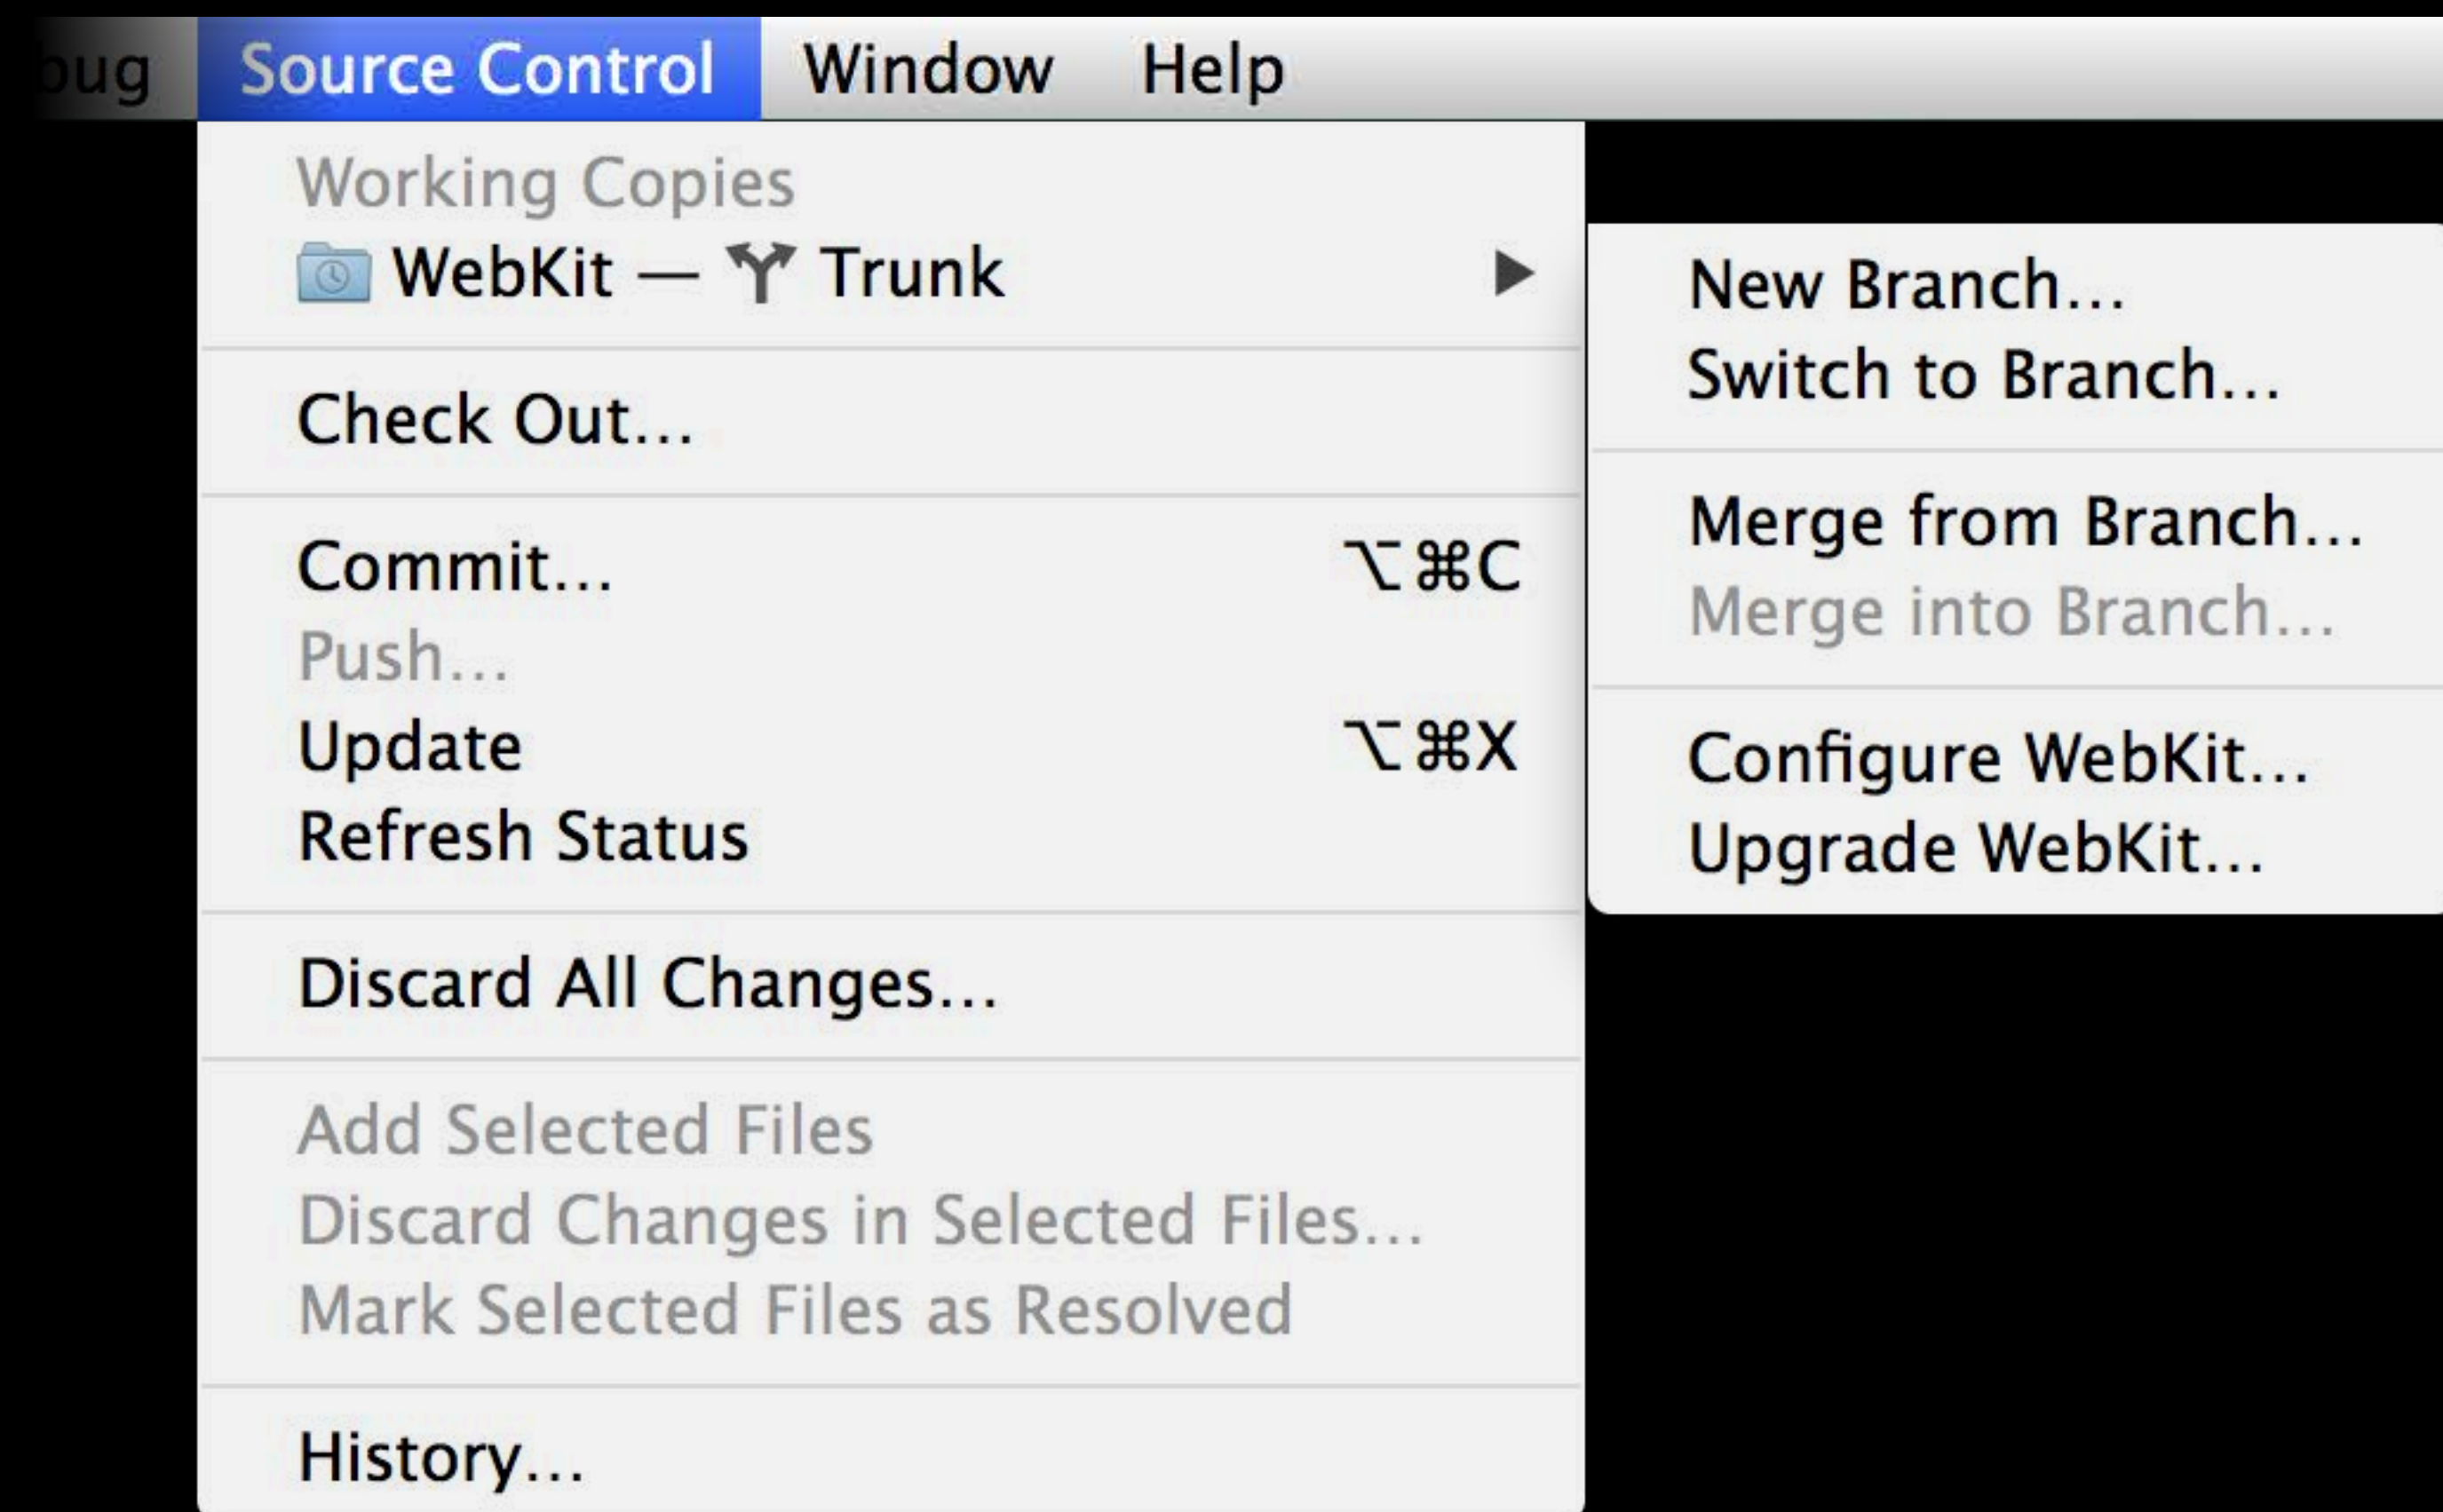 bug Source Control Window Help
Working Copies
WebKit — Trunk
Check Out...
Commit... ⌥⌘C
Push...
Update ⌥⌘X
Refresh Status
Discard All Changes...
Add Selected Files
Discard Changes in Selected Files...
Mark Selected Files as Resolved
History...
New Branch...
Switch to Branch...
Merge from Branch...
Merge into Branch...
Configure WebKit...
Upgrade WebKit...